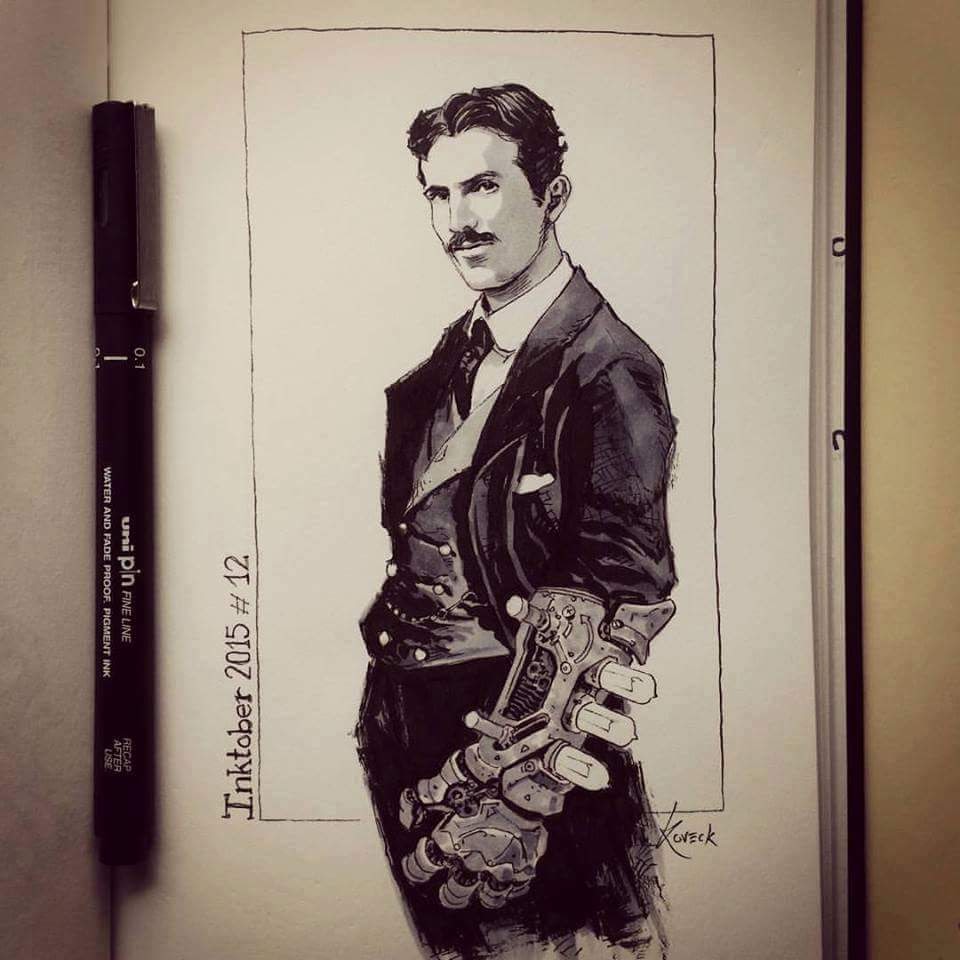 Inktober 2015 # 12
Koveck
0.1
uni pin FINE LINE
WATER AND FADE PROOF, PIGMENT INK
RECAP
AFTER
USE